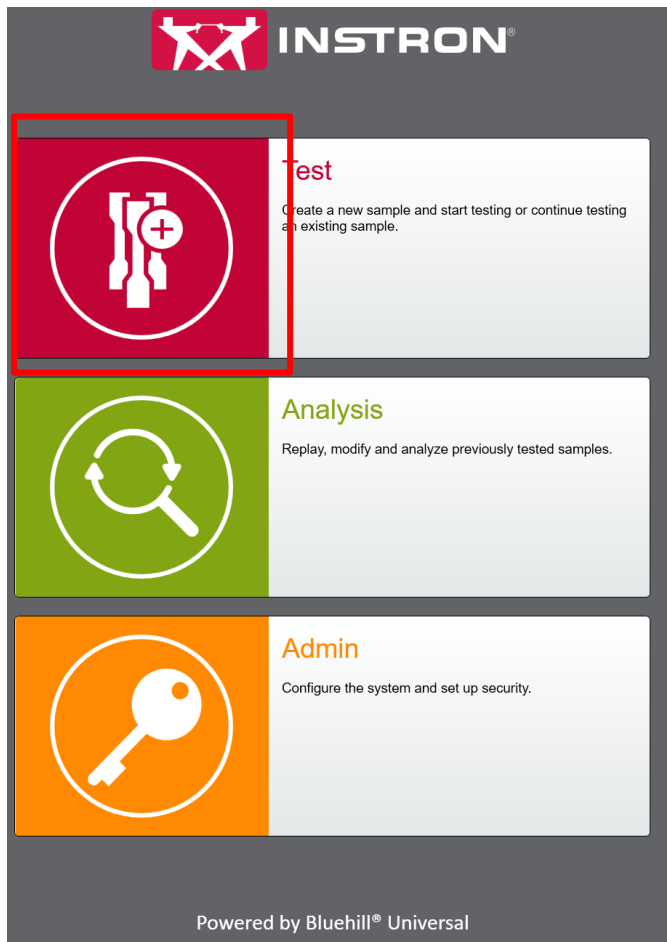 INSTRON®
Test
Create a new sample and start testing or continue testing
an existing sample.
Analysis
Replay, modify and analyze previously tested samples.
Admin
Configure the system and set up security.
Powered by Bluehill® Universal